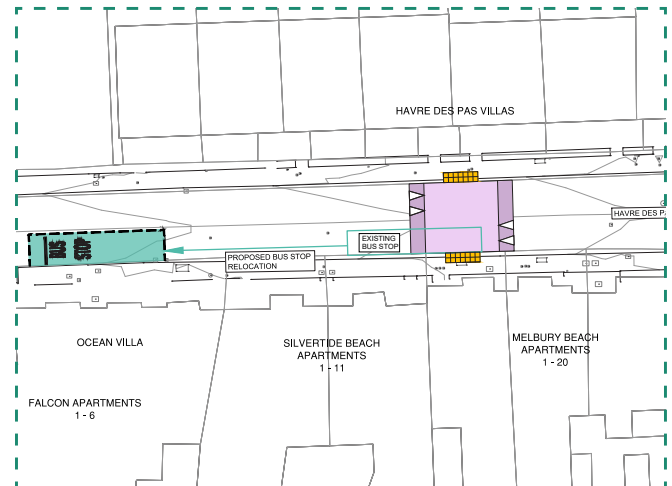 HAVRE DES PAS VILLAS
HAVRE DES PA
EXISTING
BUS STOP
BUS
STOP
PROPOSED BUS STOP
RELOCATION
OCEAN VILLA
SILVERTIDE BEACH
APARTMENTS
1 - 11
MELBURY BEACH
APARTMENTS
1 - 20
FALCON APARTMENTS
1 - 6